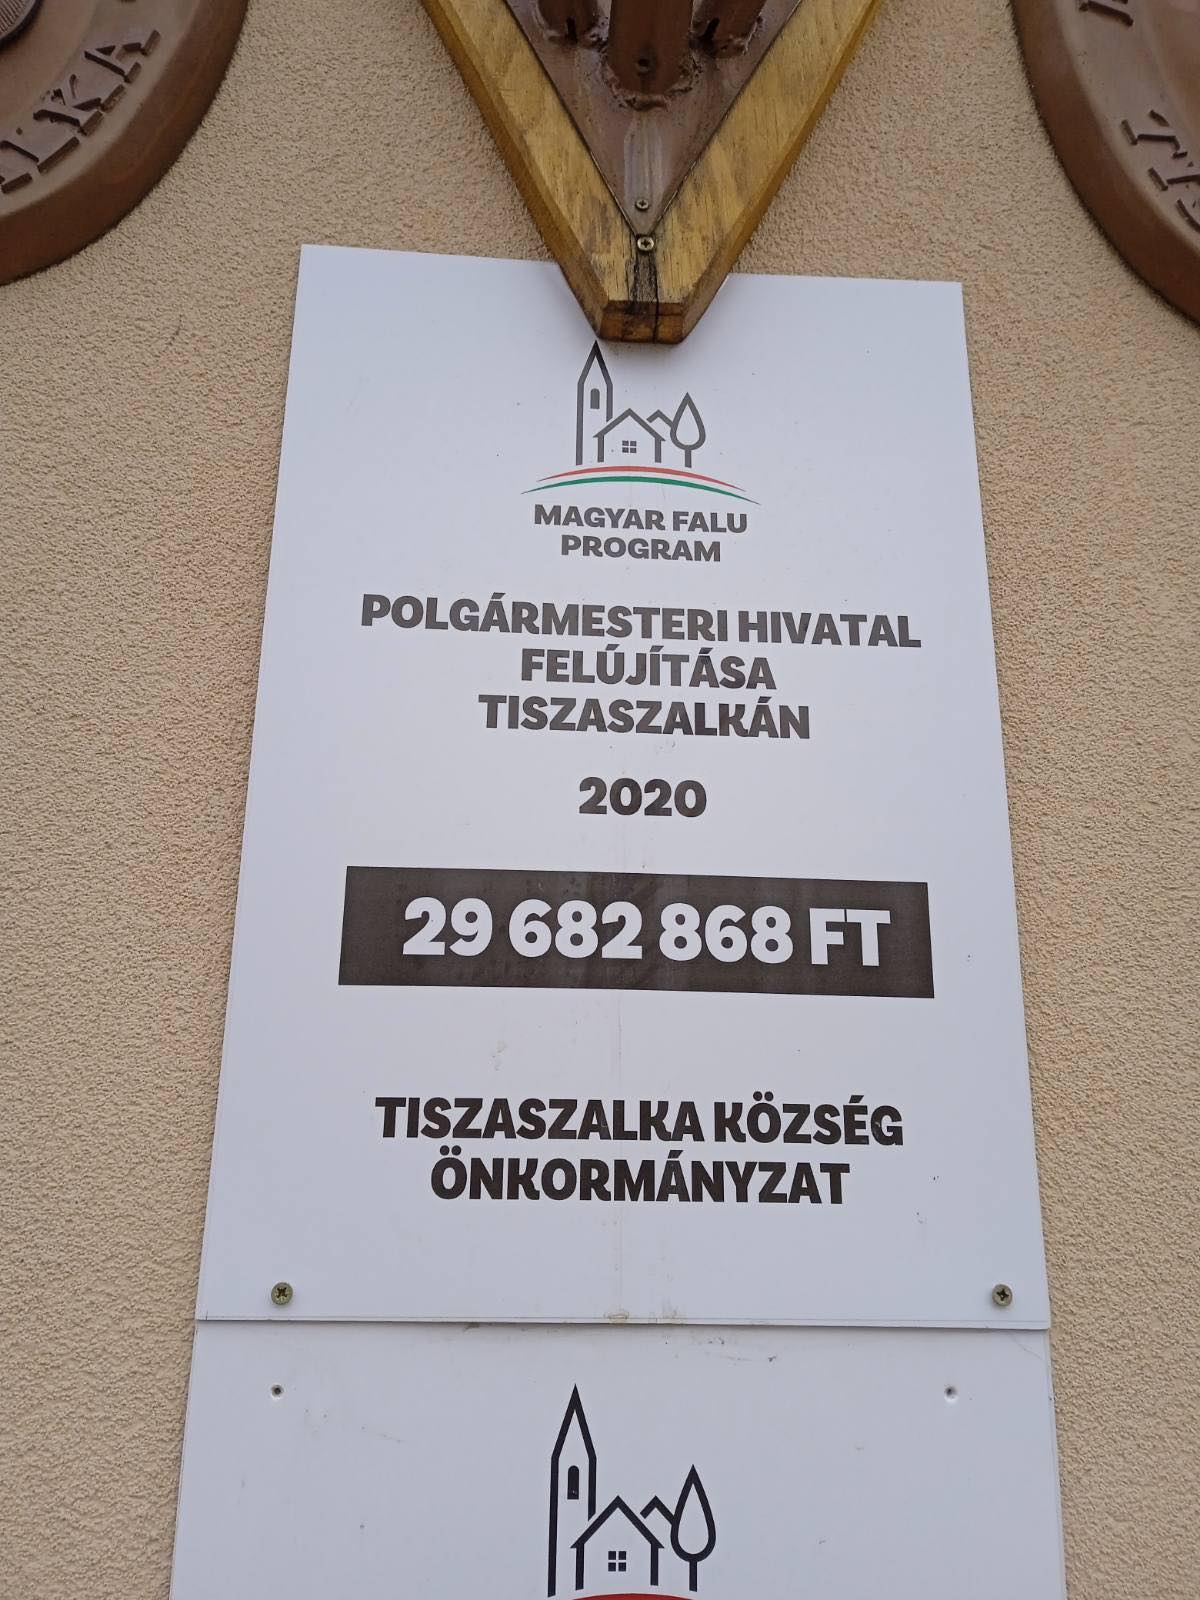 MAGYAR FALU
PROGRAM
POLGÁRMESTERI HIVATAL
FELÚJÍTÁSA
TISZASZALKÁN
2020
29 682 868 FT
TISZASZALKA KÖZSÉG
ÖNKORMÁNYZAT